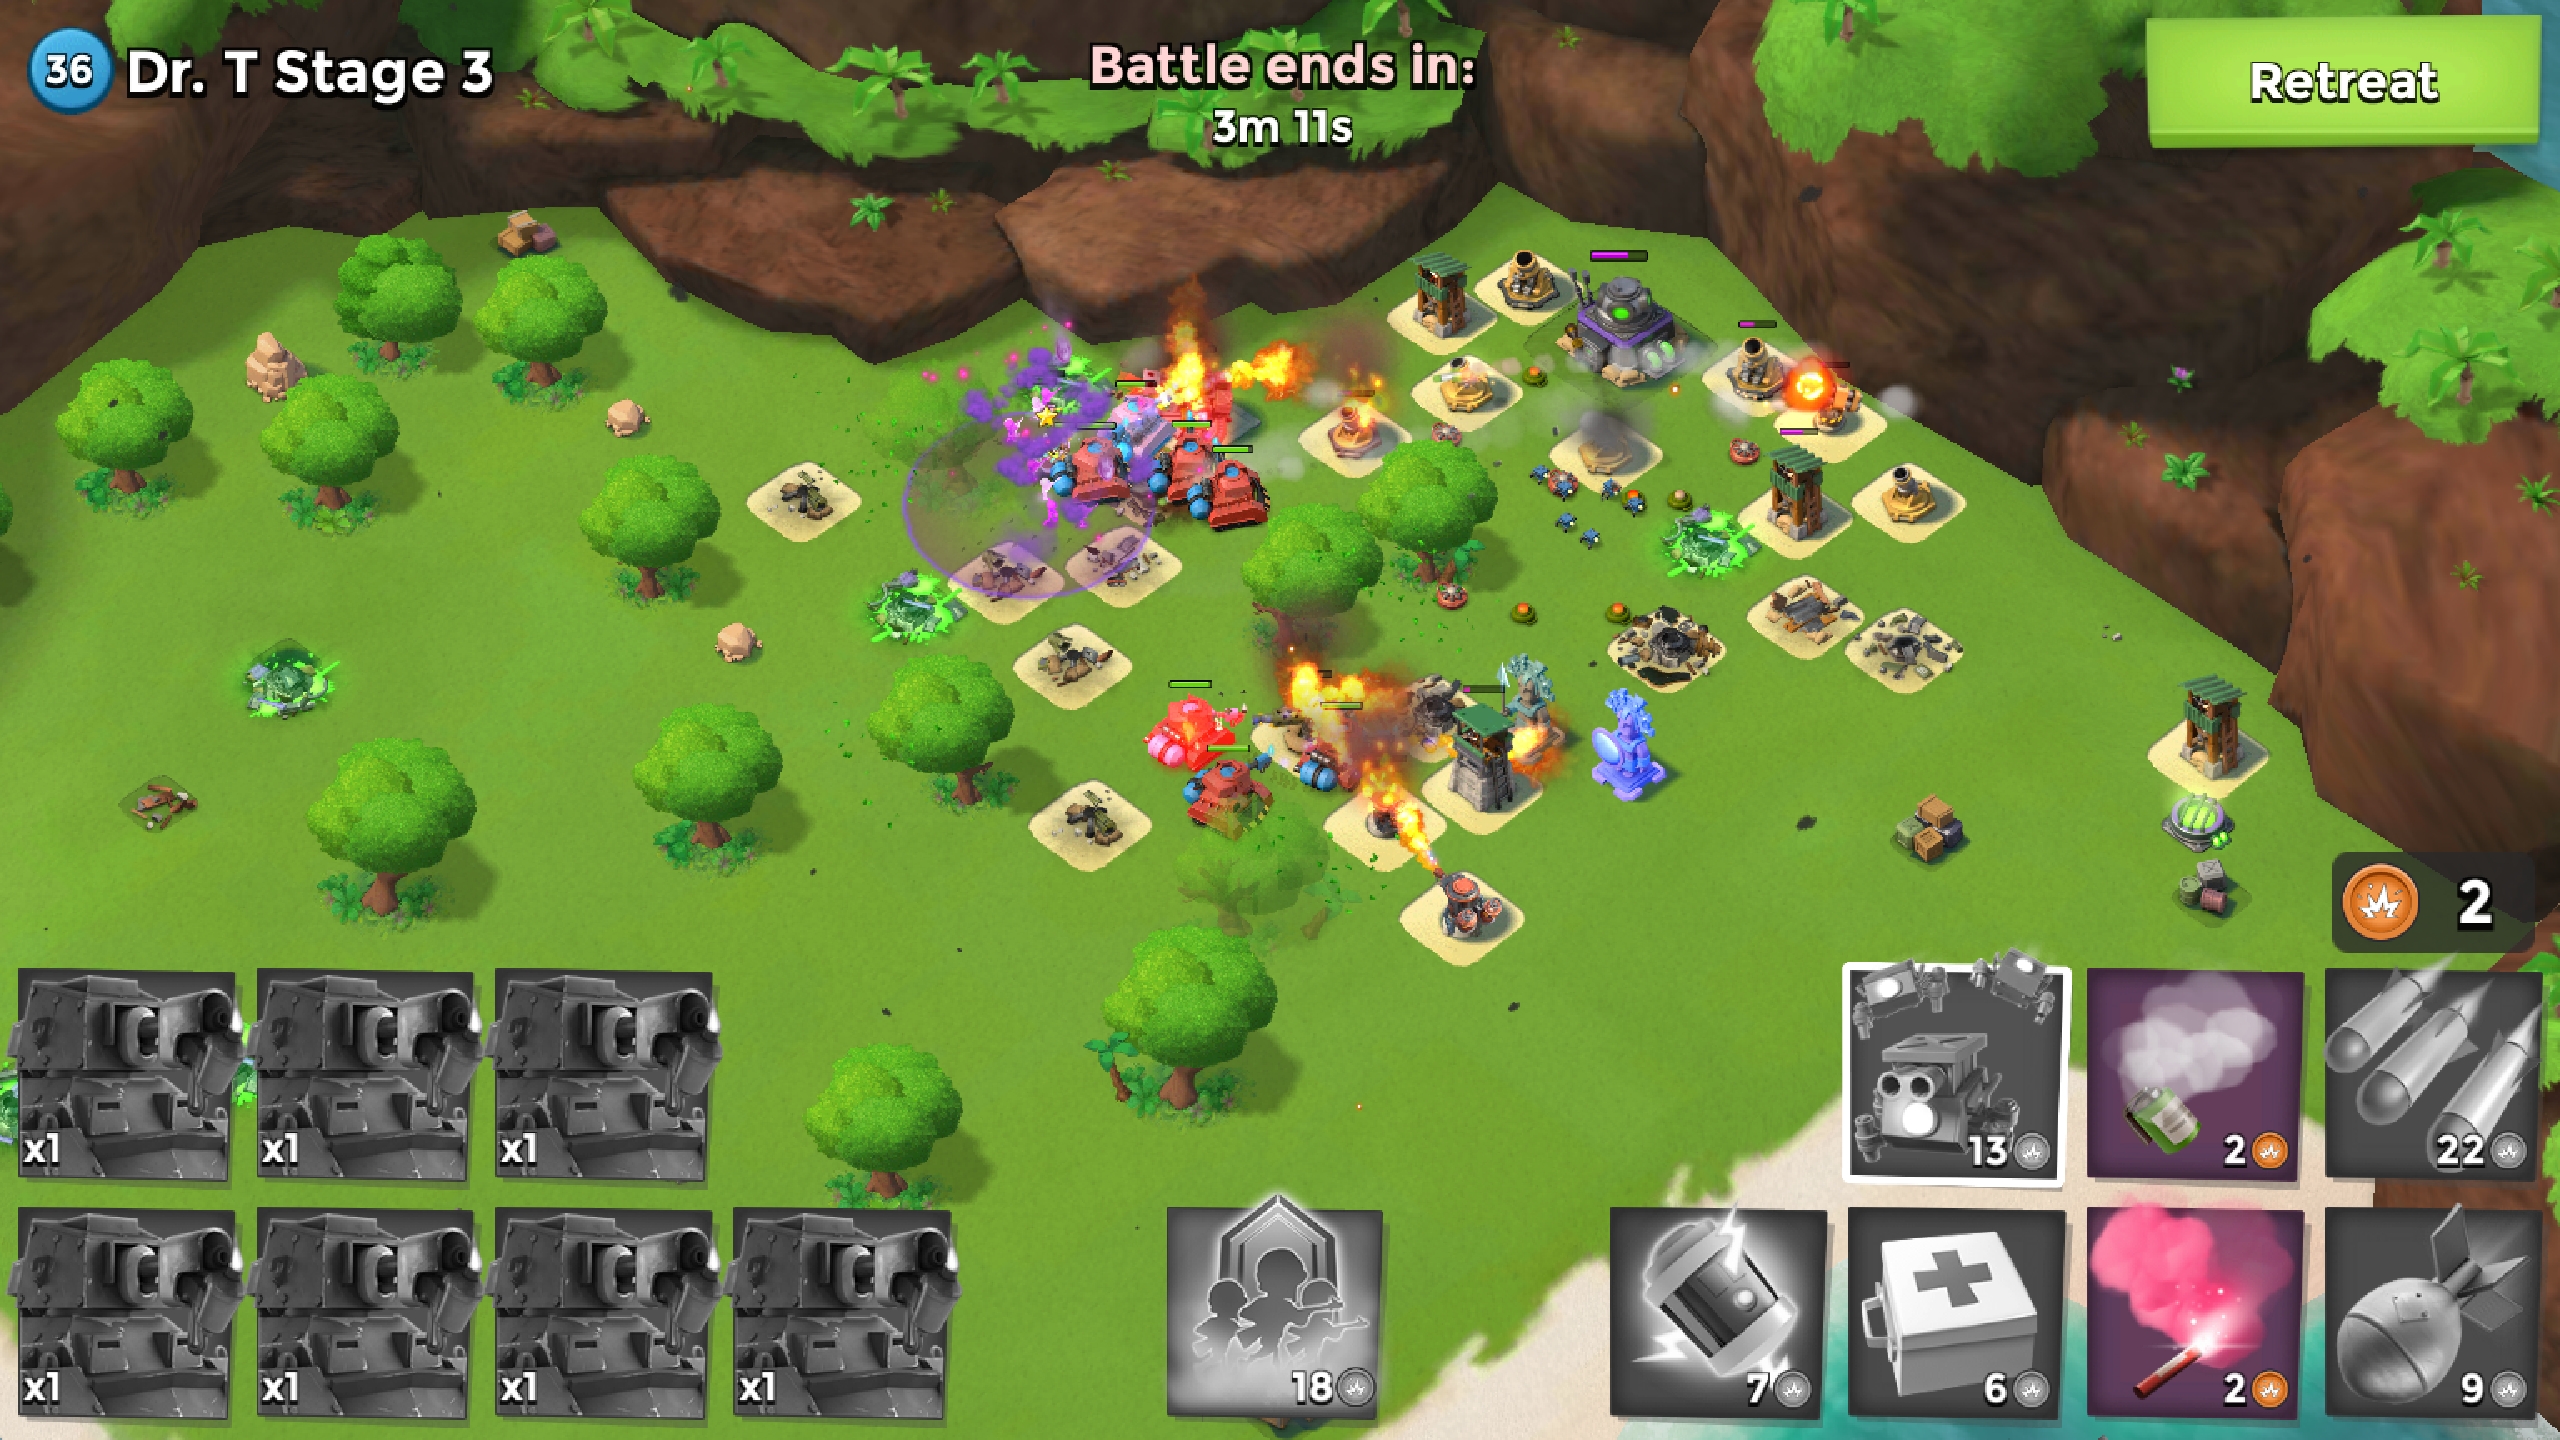 36 Dr. T Stage 3
Battle ends in:
3m 11s
Retreat
2
x1
x1
x1
13
2
22
x1
x1
x1
x1
18
7
6
2
9